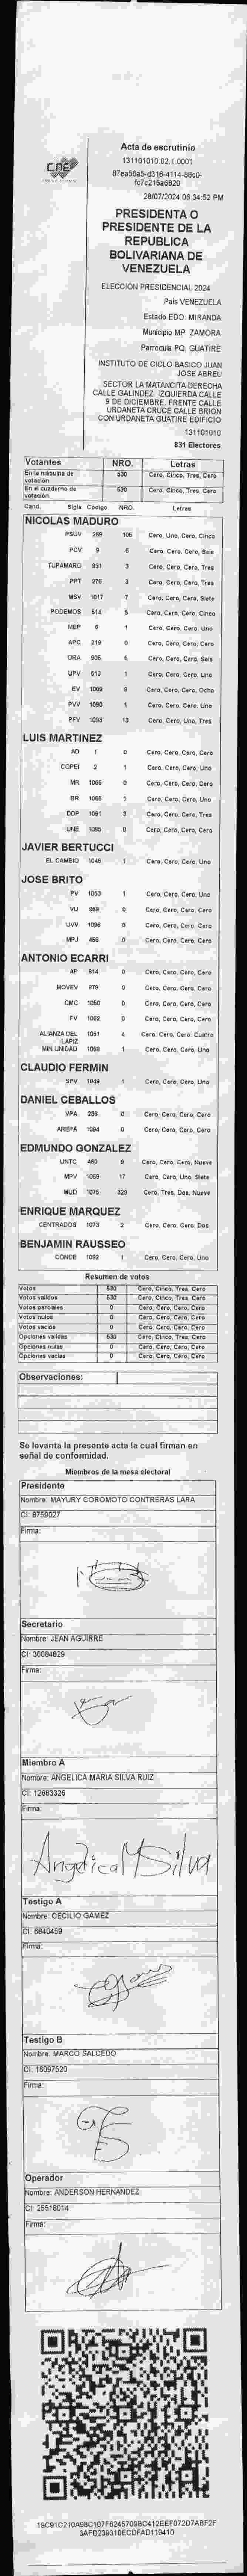 CNE
Acta de escrutinio
131101010.02.1.0001
28/07/2024 06:34:52 PM
PRESIDENTA O
PRESIDENTE DE LA
REPUBLICA
BOLIVARIANA DE
VENEZUELA
ELECCIÓN PRESIDENCIAL 2024
País VENEZUELA
Estado EDO. MIRANDA
Municipio MP. ZAMORA
Parroquia PQ. GUATIRE
INSTITUTO DE CICLO BASICO JUAN
JOSE ABREU
SECTOR LA MATANCITA DERECHA
CALLE GALINDEZ. IZQUIERDA CALLE
9 DE DICIEMBRE. FRENTE CALLE
URDANETA CRUCE CALLE BRION
CON URDANETA GUATIRE EDIFICIO
131101010
831 Electores
Votantes NRO. Letras
En la máquina de votación 530 Cero, Cinco, Tres, Cero
En el cuaderno de votación 530 Cero, Cinco, Tres, Cero
Cand. Sigla Código NRO. Letras
NICOLAS MADURO
PSUV 269 105 Cero, Uno, Cero, Cinco
PCV 9 6 Cero, Cero, Cero, Seis
TUPAMARO 931 3 Cero, Cero, Cero, Tres
PPT 276 3 Cero, Cero, Cero, Tres
MSV 1017 7 Cero, Cero, Cero, Siete
PODEMOS 514 5 Cero, Cero, Cero, Cinco
MEP 6 1 Cero, Cero, Cero, Uno
APC 219 0 Cero, Cero, Cero, Cero
ORA 906 6 Cero, Cero, Cero, Seis
UPV 513 1 Cero, Cero, Cero, Uno
EV 1089 8 Cero, Cero, Cero, Ocho
PVV 1090 1 Cero, Cero, Cero, Uno
PFV 1093 13 Cero, Cero, Uno, Tres
LUIS MARTINEZ
AD 1 0 Cero, Cero, Cero, Cero
COPEI 2 1 Cero, Cero, Cero, Uno
MR 1066 0 Cero, Cero, Cero, Cero
BR 1068 1 Cero, Cero, Cero, Uno
DDP 1091 3 Cero, Cero, Cero, Tres
UNE 1095 0 Cero, Cero, Cero, Cero
JAVIER BERTUCCI
EL CAMBIO 1048 1 Cero, Cero, Cero, Uno
JOSE BRITO
PV 1053 1 Cero, Cero, Cero, Uno
VU 968 0 Cero, Cero, Cero, Cero
UVV 1096 0 Cero, Cero, Cero, Cero
MPJ 456 0 Cero, Cero, Cero, Cero
ANTONIO ECARRI
AP 914 0 Cero, Cero, Cero, Cero
MOVEV 979 0 Cero, Cero, Cero, Cero
CMC 1050 0 Cero, Cero, Cero, Cero
FV 1062 0 Cero, Cero, Cero, Cero
ALIANZA DEL LAPIZ 1051 4 Cero, Cero, Cero, Cuatro
MIN UNIDAD 1068 1 Cero, Cero, Cero, Uno
CLAUDIO FERMIN
SPV 1049 1 Cero, Cero, Cero, Uno
DANIEL CEBALLOS
VPA 236 0 Cero, Cero, Cero, Cero
AREPA 1094 0 Cero, Cero, Cero, Cero
EDMUNDO GONZALEZ
UNTC 460 9 Cero, Cero, Cero, Nueve
MPV 1069 17 Cero, Cero, Uno, Siete
MUD 1075 329 Cero, Tres, Dos, Nueve
ENRIQUE MARQUEZ
CENTRADOS 1073 2 Cero, Cero, Cero, Dos
BENJAMIN RAUSSEO
CONDE 1092 1 Cero, Cero, Cero, Uno
Resumen de votos
Votos 530 Cero, Cinco, Tres, Cero
Votos validos 530 Cero, Cinco, Tres, Cero
Votos parciales 0 Cero, Cero, Cero, Cero
Votos nulos 0 Cero, Cero, Cero, Cero
Votos vacios 0 Cero, Cero, Cero, Cero
Opciones validas 530 Cero, Cinco, Tres, Cero
Opciones nulas 0 Cero, Cero, Cero, Cero
Opciones vacias 0 Cero, Cero, Cero, Cero
Observaciones:
Se levanta la presente acta la cual firman en
señal de conformidad.
Miembros de la mesa electoral
Presidente
Nombre: MAYURY COROMOTO CONTRERAS LARA
CI: 8759027
Firma:
Secretario
Nombre: JEAN AGUIRRE
CI: 30084829
Firma:
Miembro A
Nombre: ANGELICA MARIA SILVA RUIZ
CI: 12683326
Firma:
Angelica M Silva
Testigo A
Nombre: CECILIO GAMEZ
CI: 6840459
Firma:
Testigo B
Nombre: MARCO SALCEDO
CI: 16097520
Firma:
Operador
Nombre: ANDERSON HERNANDEZ
CI: 25518014
Firma: